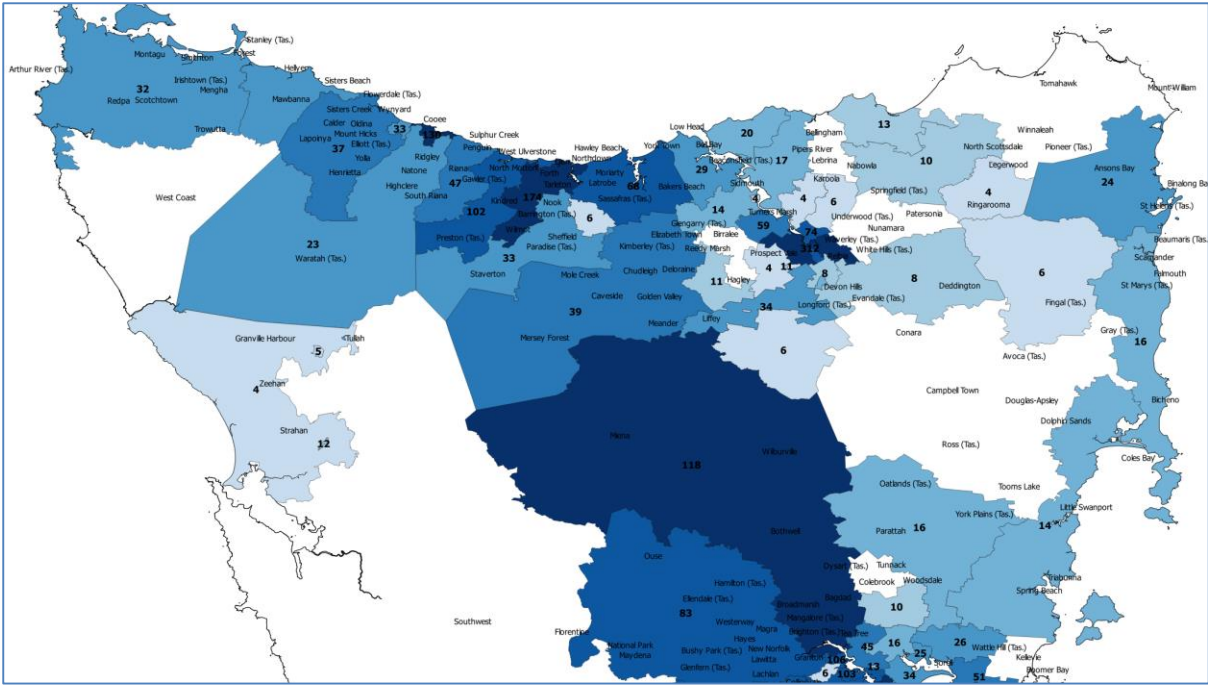 Stanley (Tas.)
Montagu
Smithton
Forest
Arthur River (Tas.)
Hellyer
Irishtown (Tas.)
Mengha
32
Redpa
Scotchtown
Sisters Beach
Flowerdale (Tas.)
Mawbanna
Sisters Creek
Wynyard
Trowutta
Calder
Oldina
33
Cooee
Lapoinya
Mount Hicks
Elliott (Tas.)
37
Yolla
Henrietta
Sulphur Creek
Penguin
West Ulverstone
Ridgley
Natone
Riana
Highclere
47
Gawler (Tas.)
South Riana
102
Kindred
Preston (Tas.)
Hawley Beach
Northdown
Forth
Tarleton
Moriarty
Latrobe
174
Nook
Barrington (Tas.)
Wilmot
Sheffield
6
Paradise (Tas.)
33
Staverton
68
Sassafras (Tas.)
York Town
Bakers Beach
Low Head
20
Beaconsfield (Tas.)
29
Sidmouth
4
14
Glengarry (Tas.)
Birralee
Elizabeth Town
Reedy Marsh
Kimberley (Tas.)
Mole Creek
Chudleigh
Deloraine
Caveside
Golden Valley
39
Meander
Liffey
Mersey Forest
11
Hagley
Bellingham
17
Pipers River
Lebrina
Karoola
4
6
Turners Marsh
59
74
Underwood (Tas.)
Nunamara
Waverley (Tas.)
317
White Hills (Tas.)
Prospect Vale
4
11
8
Devon Hills
34
Longford (Tas.)
Evandale (Tas.)
6
Tomahawk
Mount William
13
10
Nabowla
North Scottsdale
Winnaleah
Pioneer (Tas.)
Legerwood
4
Ringarooma
Springfield (Tas.)
Patersonia
Ansons Bay
24
Binalong Bay
St Helens (Tas.)
Beaumaris (Tas.)
Scamander
Falmouth
St Marys (Tas.)
8
Deddington
6
Fingal (Tas.)
Gray (Tas.)
16
Conara
Avoca (Tas.)
Campbell Town
Douglas-Apsley
Bicheno
Dolphin Sands
Ross (Tas.)
Coles Bay
West Coast
23
Waratah (Tas.)
Granville Harbour
Tullah
5
4
Zeehan
Strahan
12
Miena
118
Wilburville
Bothwell
Oatlands (Tas.)
Tooms Lake
Little Swanport
York Plains (Tas.)
14
Parattah
16
Dysart (Tas.)
Tunnack
Colebrook
Woodsdale
Triabunna
Spring Beach
10
Ouse
Hamilton (Tas.)
Ellendale (Tas.)
83
Bagdad
Broadmarsh
Mangalore (Tas.)
Brighton (Tas.)
Tea Tree
Southwest
Florentine
Westerway
Magra
National Park
Maydena
Hayes
Bushy Park (Tas.)
New Norfolk
Lawitta
Glenfern (Tas.)
Lachlan
Granton
106
6
103
45
13
16
25
26
Wattle Hill (Tas.)
Sorell
34
51
Kellevie
Boomer Bay